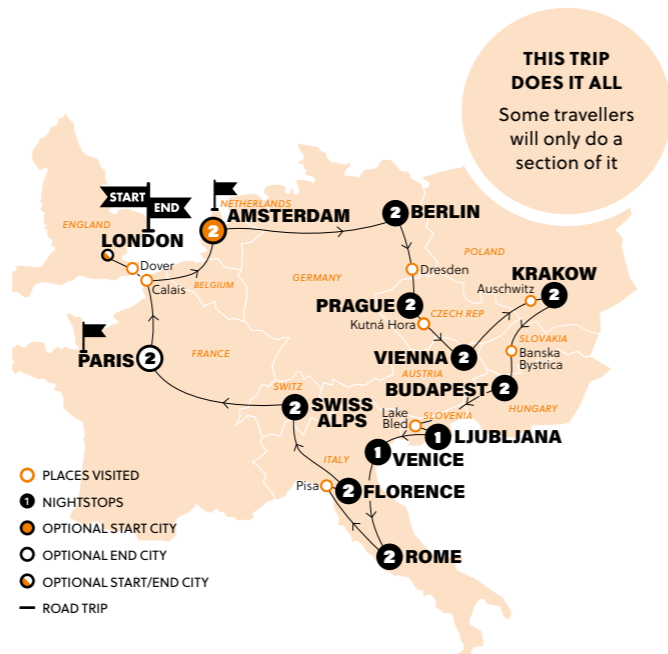 THIS TRIP
DOES IT ALL
Some travellers
will only do a
section of it
START
END
NETHERLANDS
2
AMSTERDAM
2
BERLIN
ENGLAND
LONDON
Dover
Calais
BELGIUM
GERMANY
Dresden
POLAND
KRAKOW
2
Auschwitz
PRAGUE
2
CZECH REP
Kutná Hora
SLOVAKIA
Banska
Bystrica
PARIS
2
FRANCE
VIENNA
2
AUSTRIA
BUDAPEST
2
HUNGARY
SWITZ
2
SWISS
ALPS
Lake
Bled
SLOVENIA
1
LJUBLJANA
1
VENICE
ITALY
Pisa
2
FLORENCE
2
ROME
PLACES VISITED
1
NIGHTSTOPS
OPTIONAL START CITY
OPTIONAL END CITY
OPTIONAL START/END CITY
ROAD TRIP